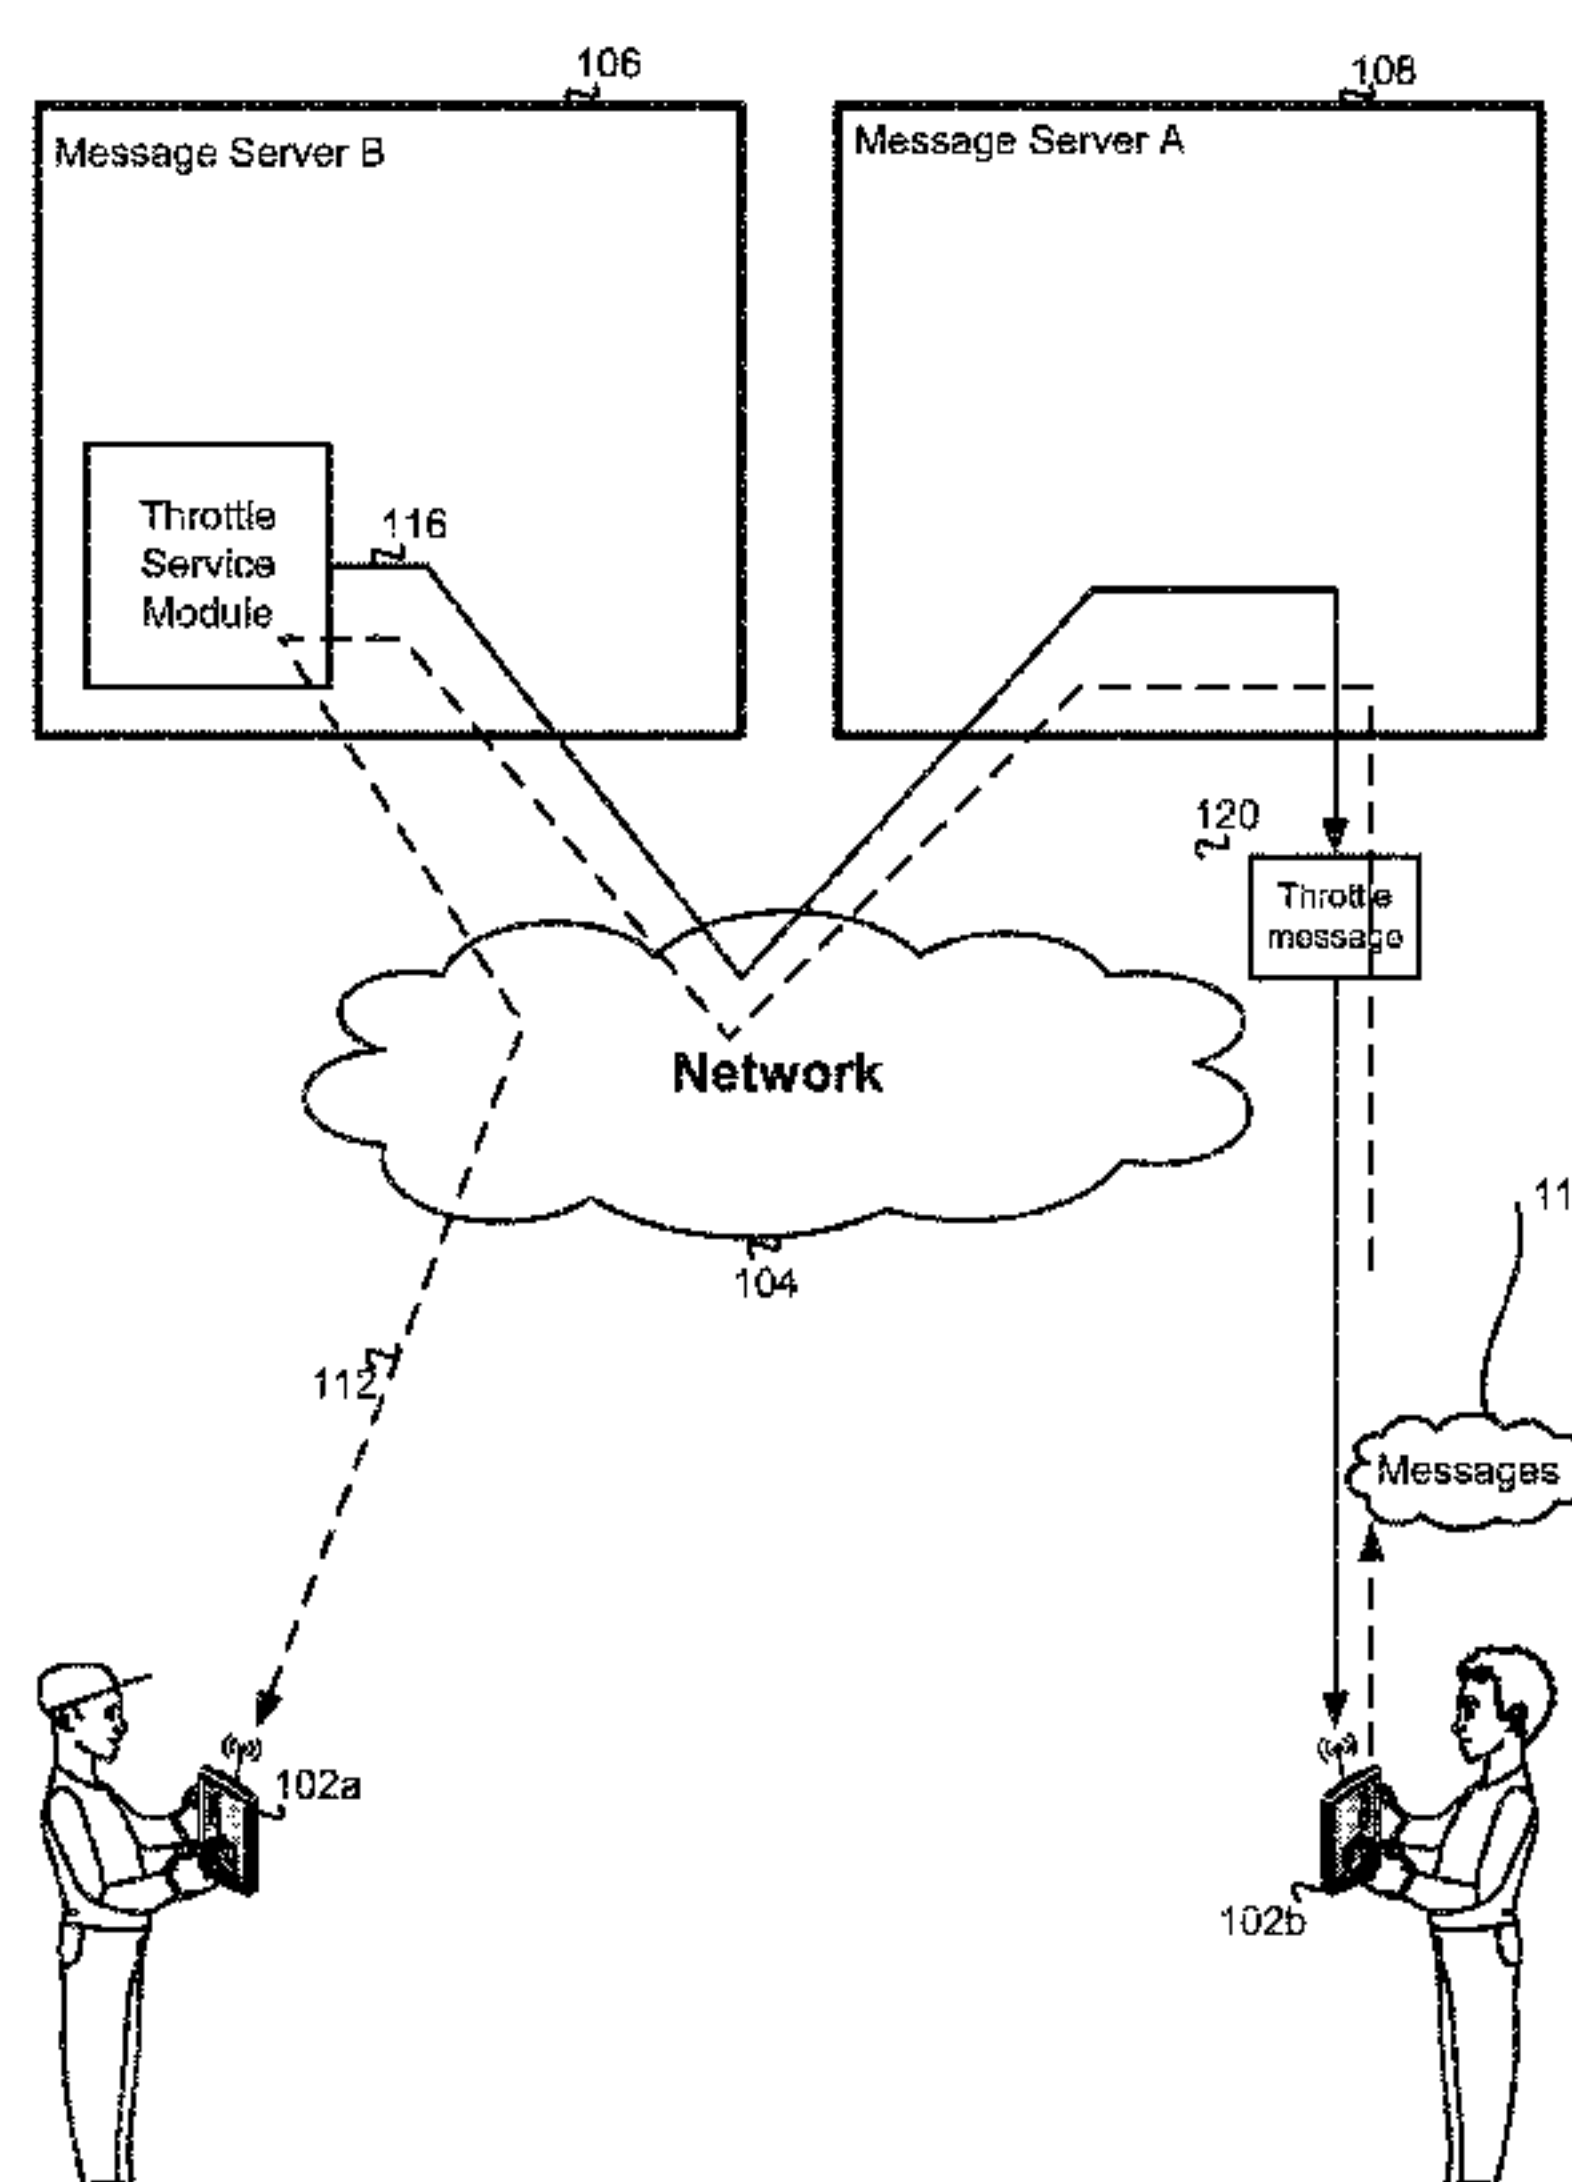 106
108
Message Server B
Message Server A
Throttle
Service
Module
116
120
Throttle
message
Network
104
11
112
Messages
102a
102b